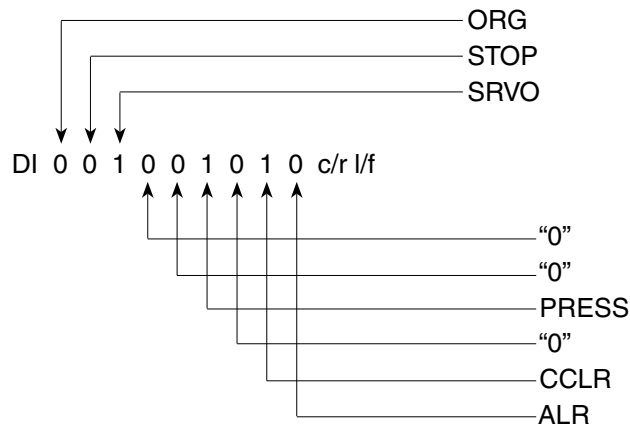 ORG
STOP
SRVO
DI 0 0 1 0 0 1 0 1 0 c/r l/f
“0”
“0”
PRESS
“0”
CCLR
ALR